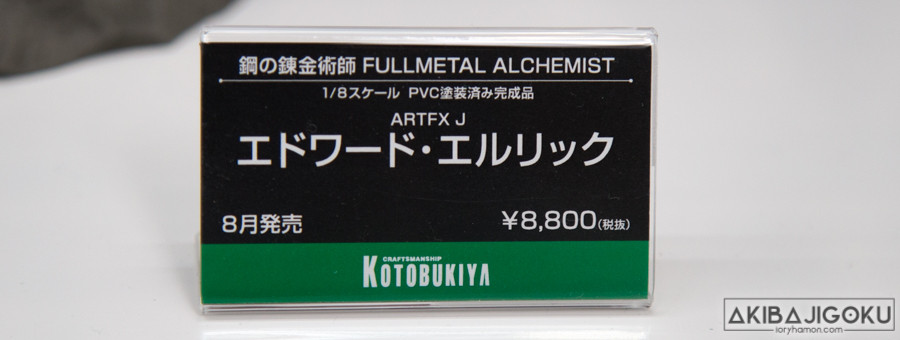 鋼の錬金術師 FULLMETAL ALCHEMIST
1/8スケール PVC塗装済み完成品
ARTFX J
エドワード・エルリック
8月発売 ¥8,800(税抜)
CRAFTSMANSHIP
KOTOBUKIYA
AKIBAJIGOKU
ioryhamon.com